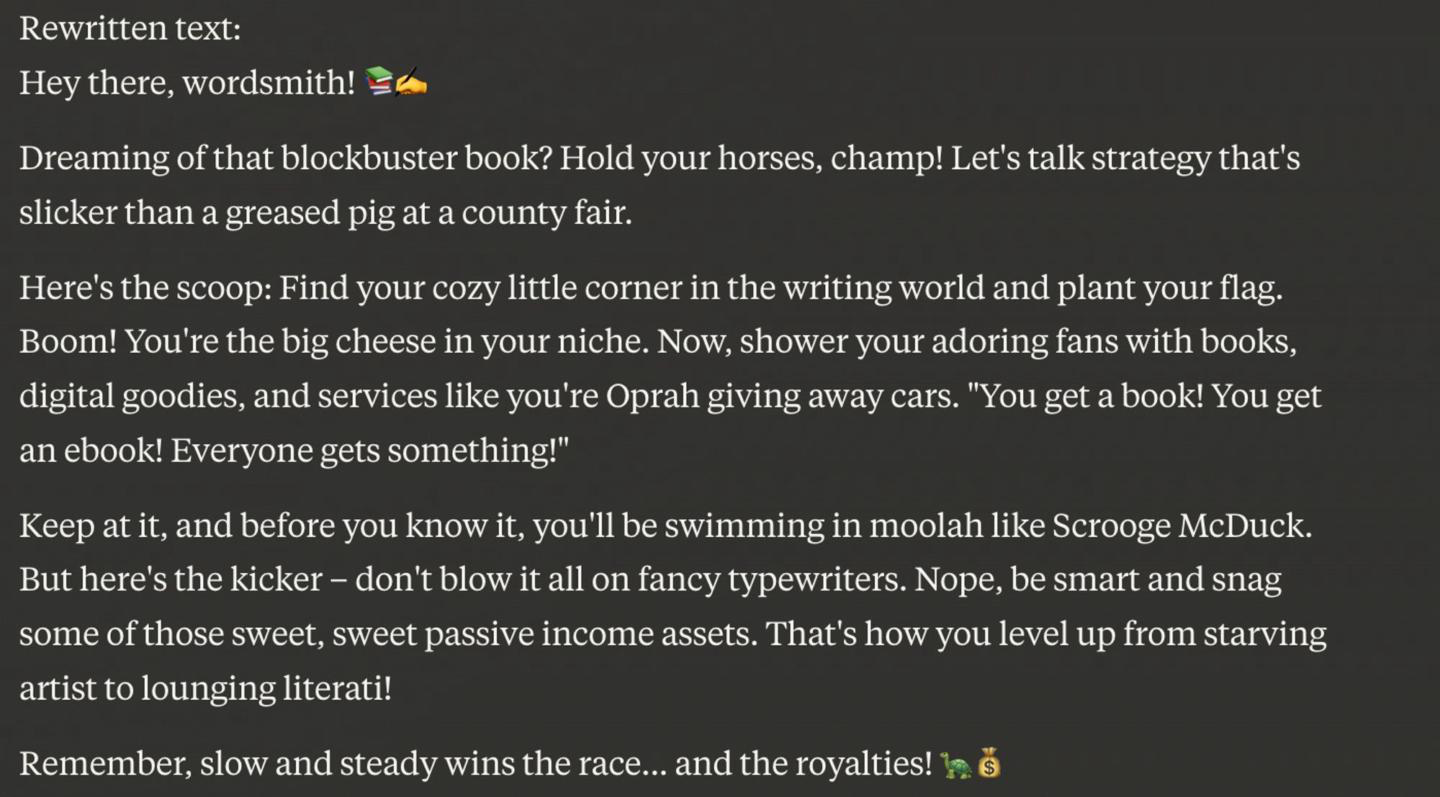 Rewritten text:
Hey there, wordsmith! 📚✍️
Dreaming of that blockbuster book? Hold your horses, champ! Let's talk strategy that's
slicker than a greased pig at a county fair.
Here's the scoop: Find your cozy little corner in the writing world and plant your flag.
Boom! You're the big cheese in your niche. Now, shower your adoring fans with books,
digital goodies, and services like you're Oprah giving away cars. "You get a book! You get
an ebook! Everyone gets something!"
Keep at it, and before you know it, you'll be swimming in moolah like Scrooge McDuck.
But here's the kicker – don't blow it all on fancy typewriters. Nope, be smart and snag
some of those sweet, sweet passive income assets. That's how you level up from starving
artist to lounging literati!
Remember, slow and steady wins the race... and the royalties! 🐢💰